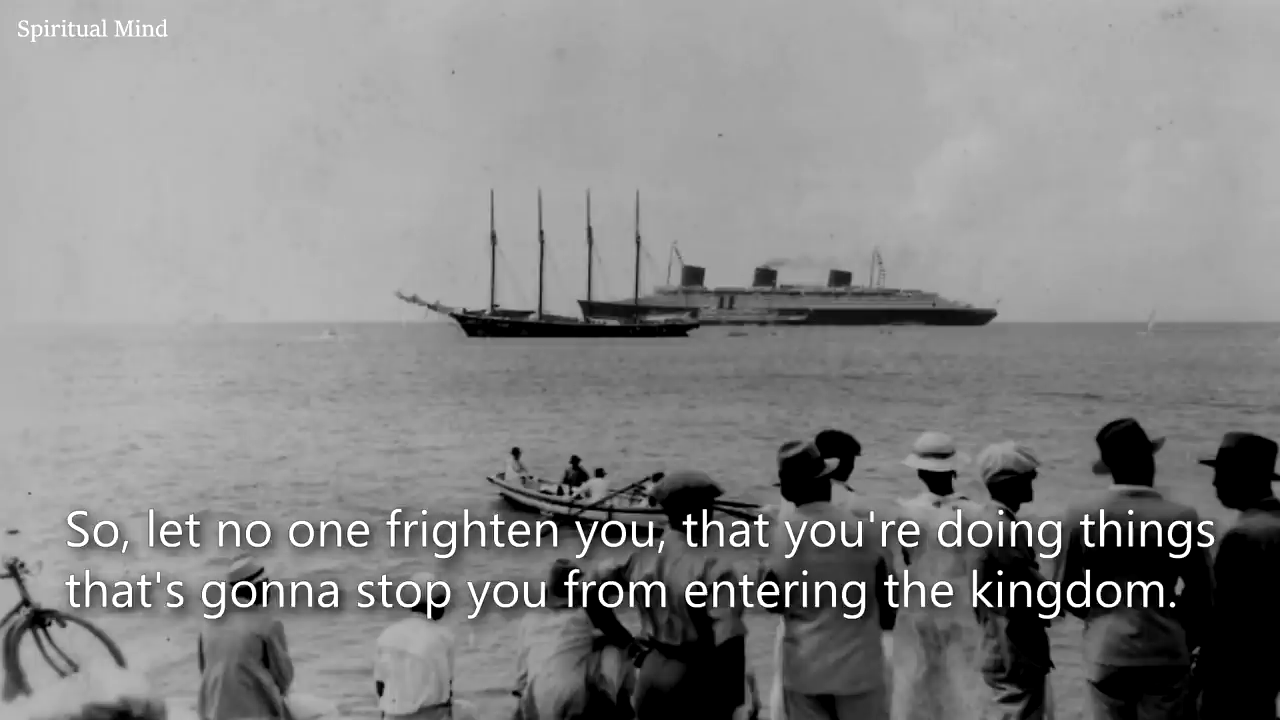 Spiritual Mind
So, let no one frighten you, that you're doing things
that's gonna stop you from entering the kingdom.